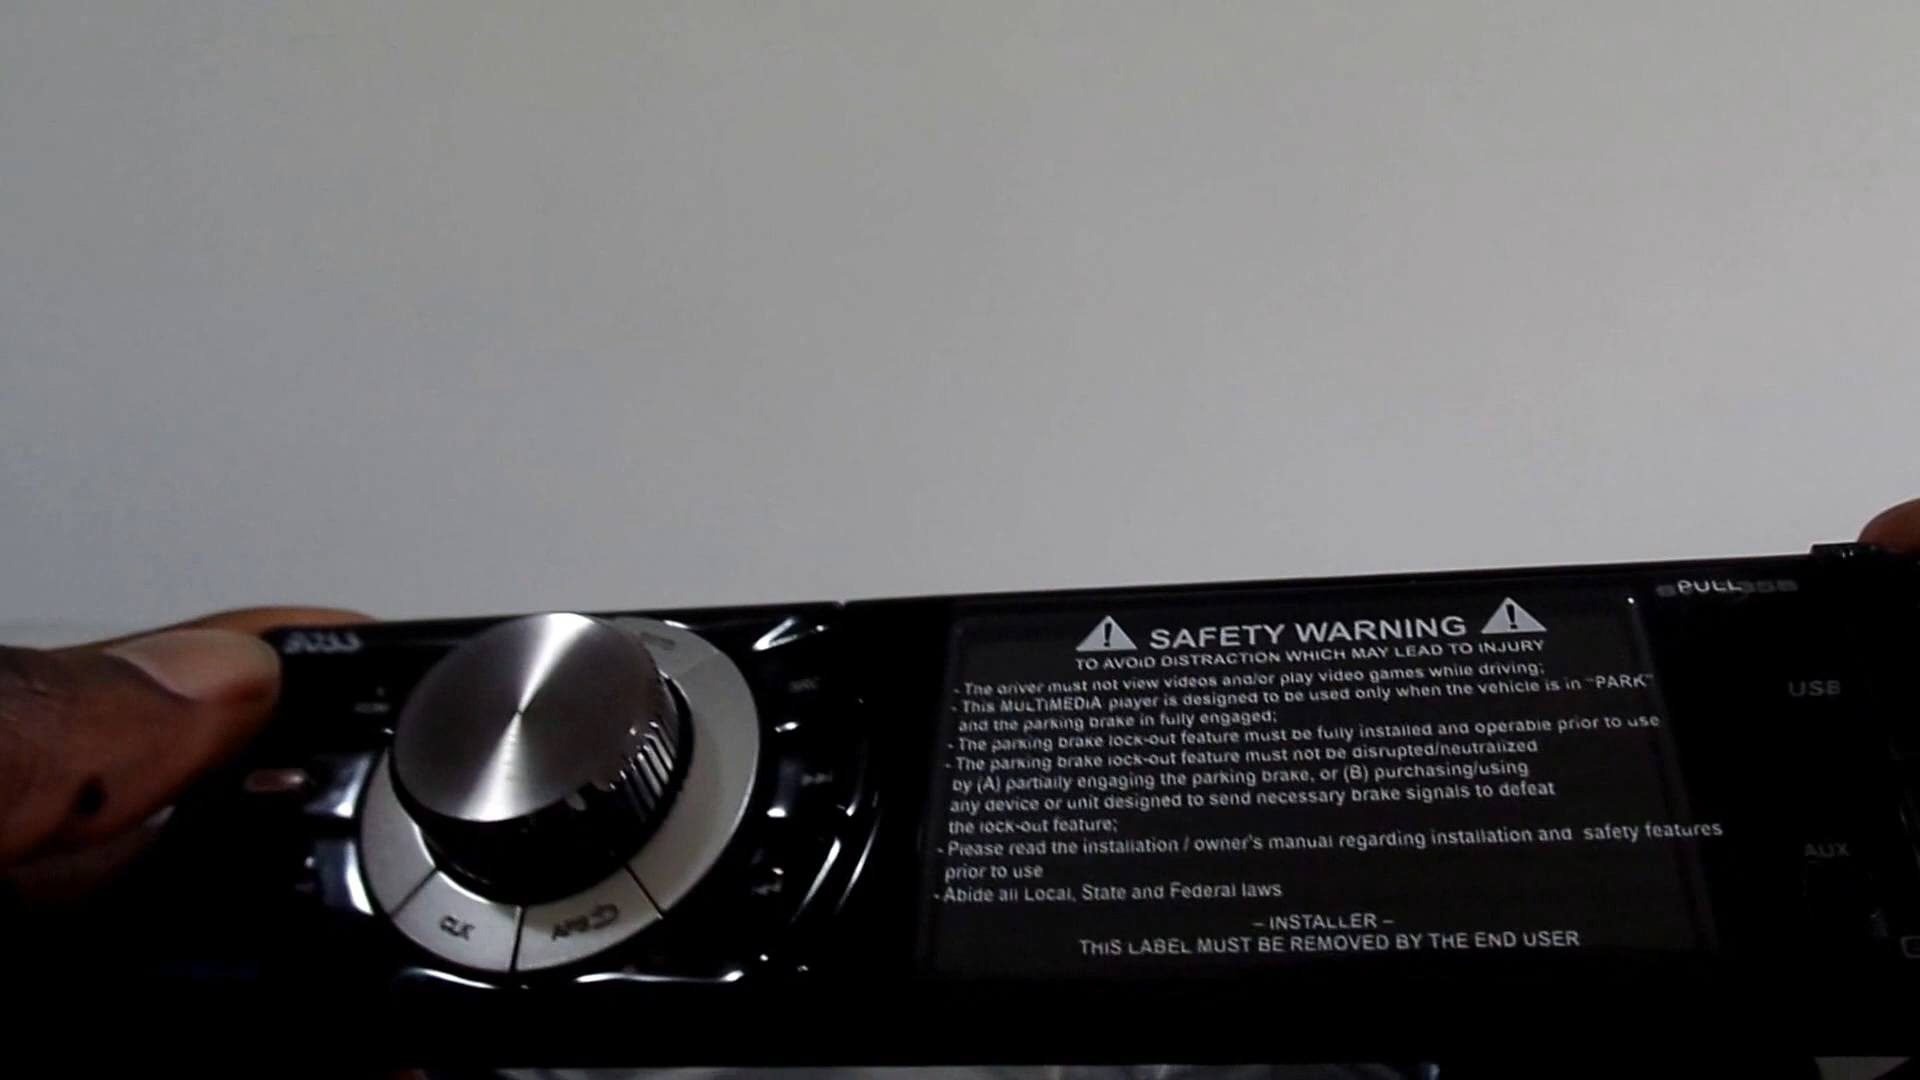 PULL
SAFETY WARNING
TO AVOID DISTRACTION WHICH MAY LEAD TO INJURY
- The driver must not view videos and/or play video games while driving;
- This MULTIMEDIA player is designed to be used only when the vehicle is in "PARK"
and the parking brake in fully engaged;
- The parking brake lock-out feature must be fully installed and operable prior to use
- The parking brake lock-out feature must not be disrupted/neutralized
by (A) partially engaging the parking brake, or (B) purchasing/using
any device or unit designed to send necessary brake signals to defeat
the lock-out feature;
- Please read the installation / owner's manual regarding installation and safety features
prior to use
- Abide all Local, State and Federal laws
– INSTALLER –
THIS LABEL MUST BE REMOVED BY THE END USER
USB
AUX
CLK